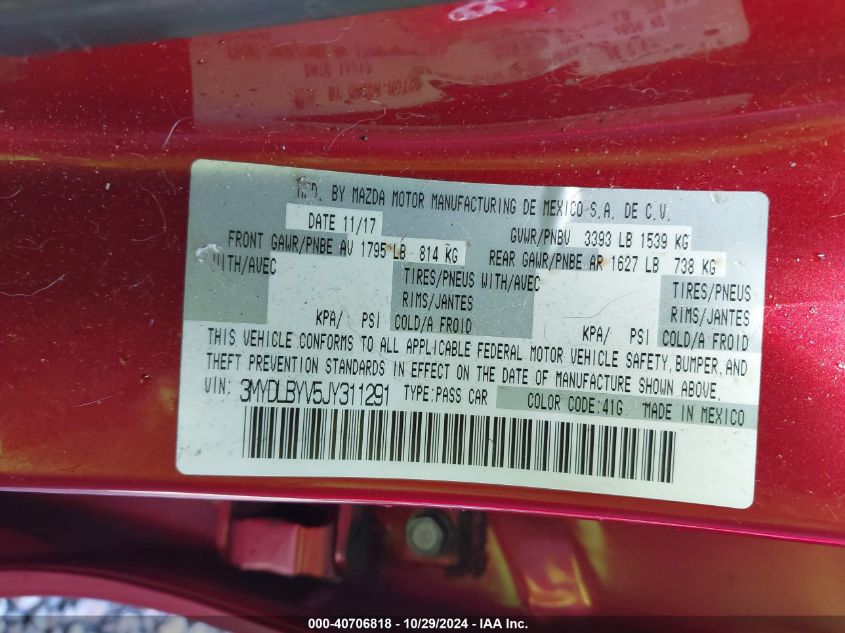 MFD. BY MAZDA MOTOR MANUFACTURING DE MEXICO S.A. DE C.V.
DATE 11/17 GVWR/PNBV 3393 LB 1539 KG
FRONT GAWR/PNBE AV 1795 LB 814 KG REAR GAWR/PNBE AR 1627 LB 738 KG
WITH/AVEC TIRES/PNEUS WITH/AVEC TIRES/PNEUS
RIMS/JANTES RIMS/JANTES
KPA/ PSI COLD/A FROID KPA/ PSI COLD/A FROID
THIS VEHICLE CONFORMS TO ALL APPLICABLE FEDERAL MOTOR VEHICLE SAFETY, BUMPER, AND
THEFT PREVENTION STANDARDS IN EFFECT ON THE DATE OF MANUFACTURE SHOWN ABOVE.
VIN: 3MYDLBYV5JY311291 TYPE:PASS CAR COLOR CODE:41G MADE IN MEXICO
000-40706818 - 10/29/2024 - IAA Inc.